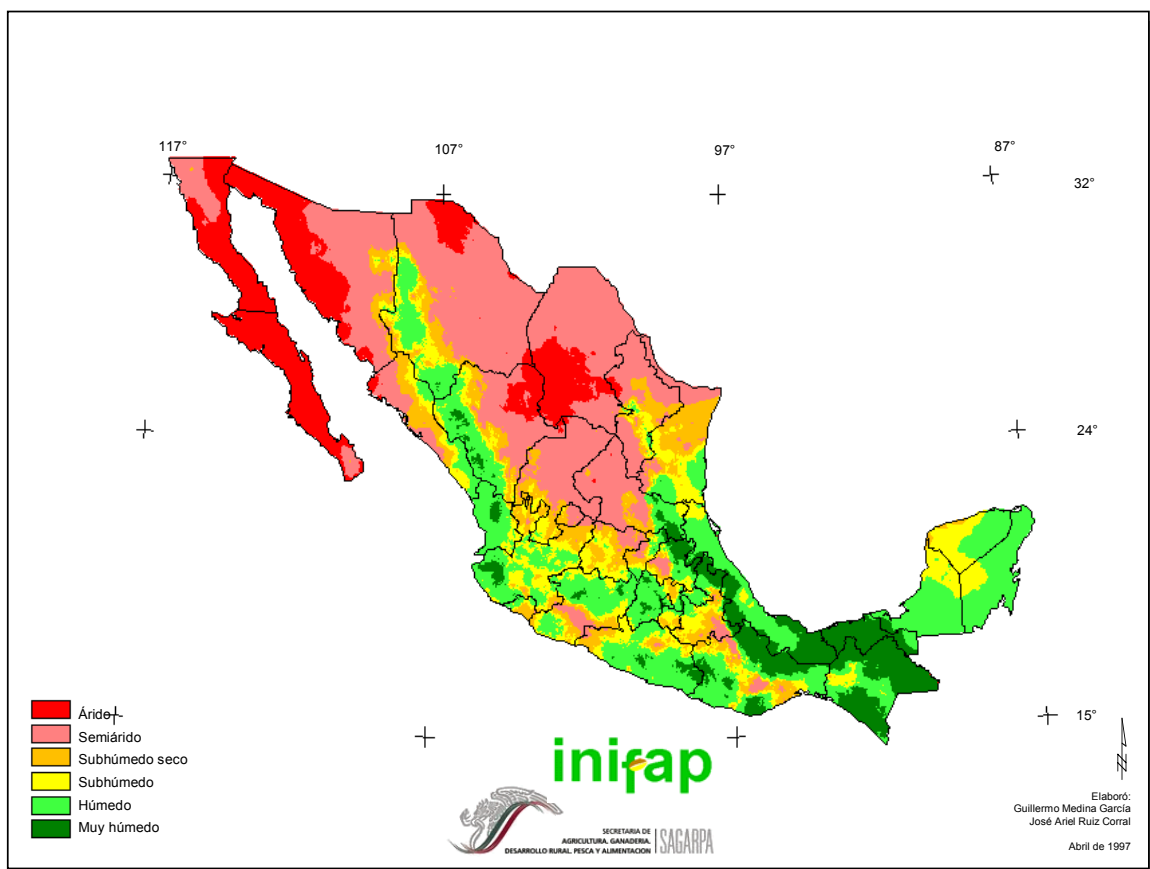 117°
107°
97°
87°
32°
24°
15°
Árido
Semiárido
Subhúmedo seco
Subhúmedo
Húmedo
Muy húmedo
inifap
SECRETARIA DE
AGRICULTURA, GANADERIA,
DESARROLLO RURAL, PESCA Y ALIMENTACION
SAGARPA
Elaboró:
Guillermo Medina García
José Ariel Ruiz Corral
Abril de 1997